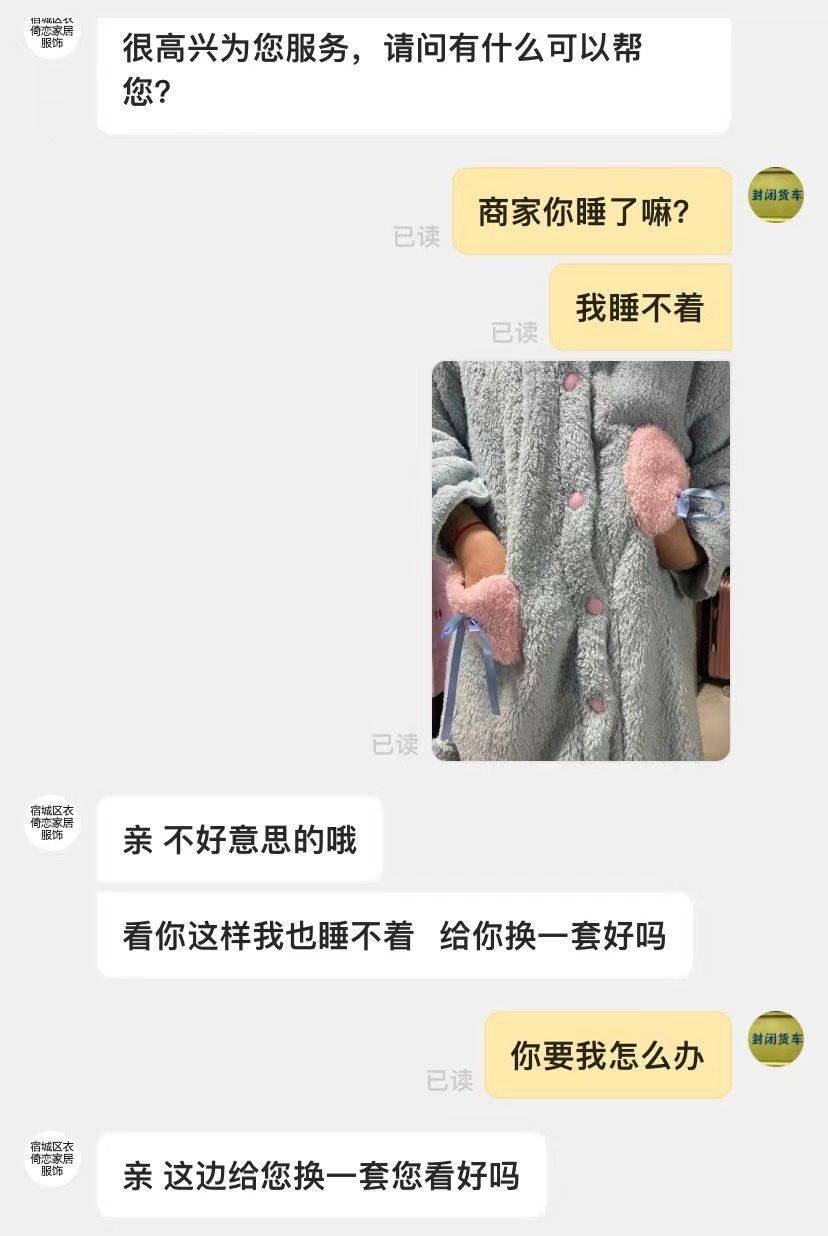 宿城区衣
倚恋家居
服饰
很高兴为您服务，请问有什么可以帮
您？
商家你睡了嘛？
封闭货车
已读
我睡不着
已读
已读
宿城区衣
倚恋家居
服饰
亲 不好意思的哦
看你这样我也睡不着 给你换一套好吗
你要我怎么办
封闭货车
已读
宿城区衣
倚恋家居
服饰
亲 这边给您换一套您看好吗